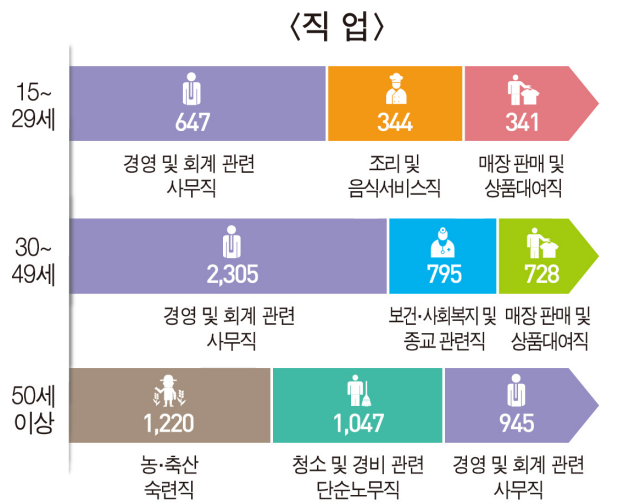 〈직 업〉
15~
29세
647
344
341
경영 및 회계 관련
사무직
조리 및
음식서비스직
매장 판매 및
상품대여직
30~
49세
2,305
795
728
경영 및 회계 관련
사무직
보건·사회복지 및
종교 관련직
매장 판매 및
상품대여직
50세
이상
1,220
1,047
945
농·축산
숙련직
청소 및 경비 관련
단순노무직
경영 및 회계 관련
사무직